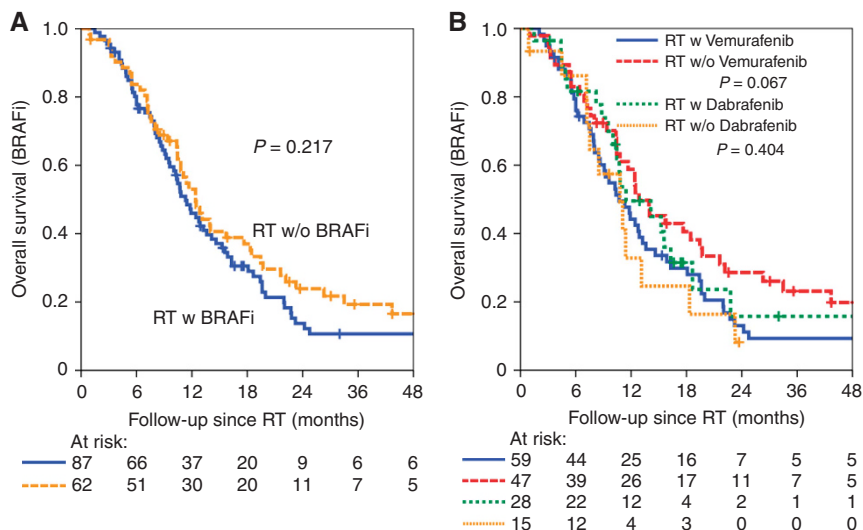 A
Overall survival (BRAFi)
1.0
0.8
0.6
0.4
0.2
0
P = 0.217
RT w/o BRAFi
RT w BRAFi
0 6 12 18 24 36 48
Follow-up since RT (months)
At risk:
87 66 37 20 9 6 6
62 51 30 20 11 7 5
B
Overall survival (BRAFi)
1.0
0.8
0.6
0.4
0.2
0
RT w Vemurafenib
RT w/o Vemurafenib
P = 0.067
RT w Dabrafenib
RT w/o Dabrafenib
P = 0.404
0 6 12 18 24 36 48
Follow-up since RT (months)
At risk:
59 44 25 16 7 5 5
47 39 26 17 11 7 5
28 22 12 4 2 1 1
15 12 4 3 0 0 0